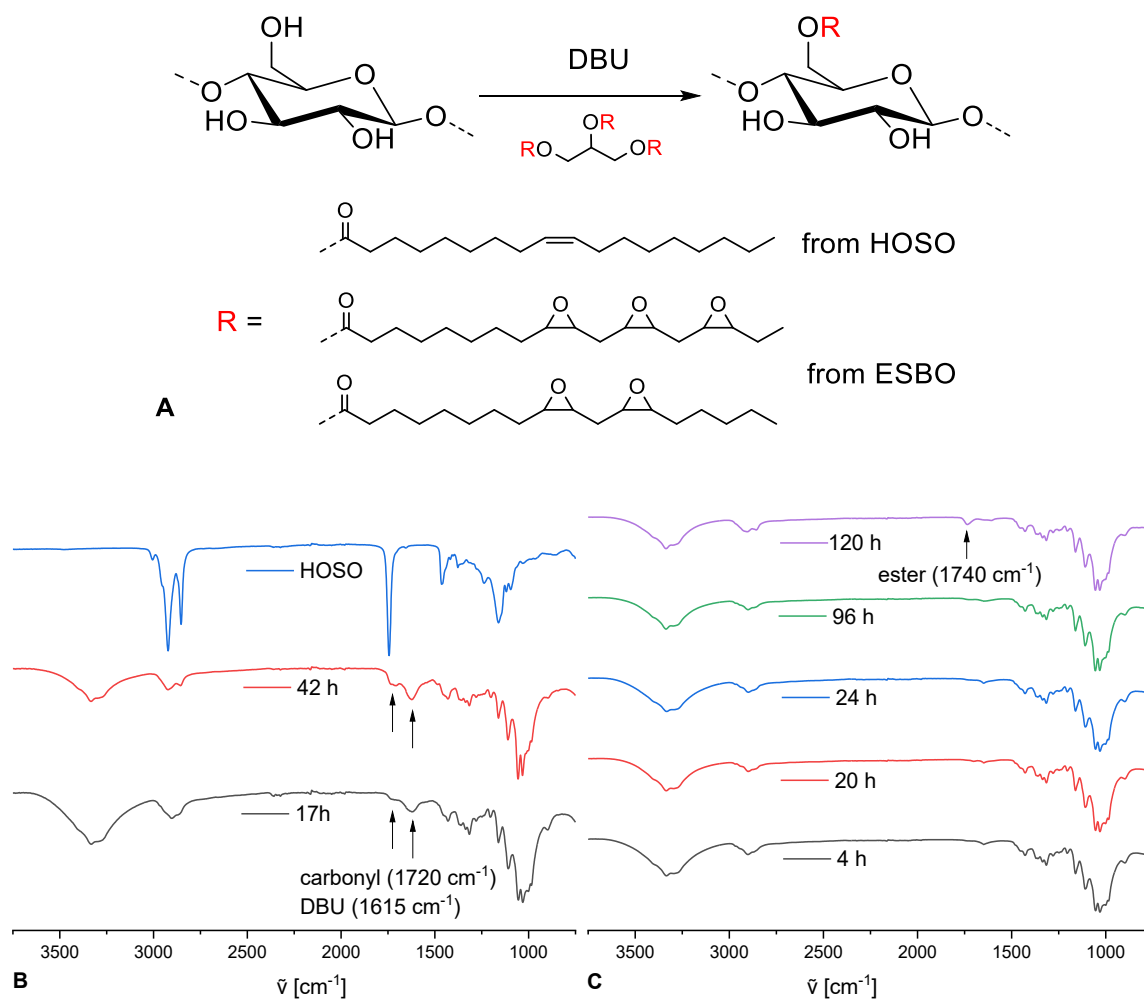 OH
O
O
HO
OH
O
DBU
OR
RO
OR
OR
O
O
HO
OH
O
O
from HOSO
R =
O
O
O
O
from ESBO
O
O
O
A
HOSO
42 h
17h
carbonyl (1720 cm⁻¹)
DBU (1615 cm⁻¹)
3500 3000 2500 2000 1500 1000
B
ṽ [cm⁻¹]
120 h
ester (1740 cm⁻¹)
96 h
24 h
20 h
4 h
3500 3000 2500 2000 1500 1000
C
ṽ [cm⁻¹]